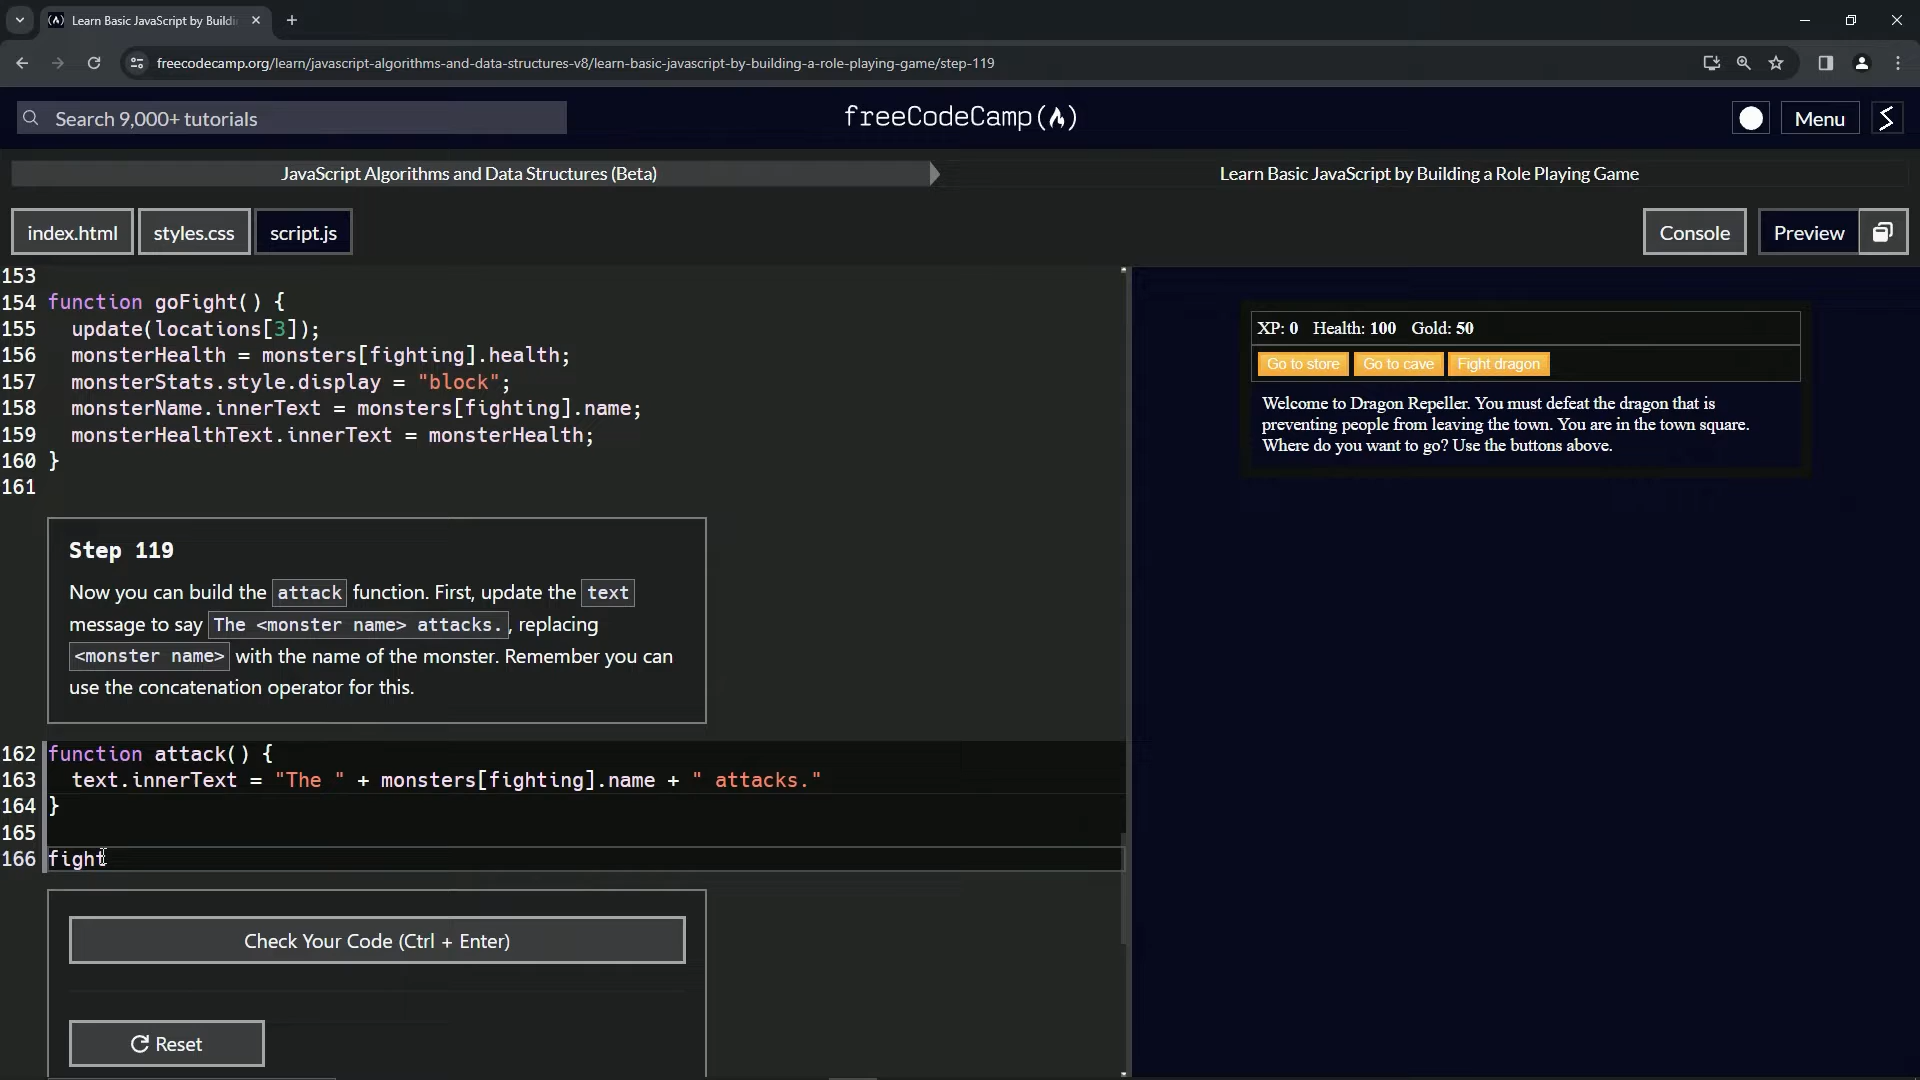 Learn Basic JavaScript by Buildi
freecodecamp.org/learn/javascript-algorithms-and-data-structures-v8/learn-basic-javascript-by-building-a-role-playing-game/step-119
Search 9,000+ tutorials
freeCodeCamp(
)
Menu
JavaScript Algorithms and Data Structures (Beta)
Learn Basic JavaScript by Building a Role Playing Game
index.html
styles.css
script.js
Console
Preview
153
154 function goFight() {
155   update(locations[3]);
156   monsterHealth = monsters[fighting].health;
157   monsterStats.style.display = "block";
158   monsterName.innerText = monsters[fighting].name;
159   monsterHealthText.innerText = monsterHealth;
160 }
161
Step 119
Now you can build the attack function. First, update the text
message to say The <monster name> attacks., replacing
<monster name> with the name of the monster. Remember you can
use the concatenation operator for this.
162 function attack() {
163   text.innerText = "The " + monsters[fighting].name + " attacks."
164 }
165
166 fight
Check Your Code (Ctrl + Enter)
Reset
XP: 0 Health: 100 Gold: 50
Go to store
Go to cave
Fight dragon
Welcome to Dragon Repeller. You must defeat the dragon that is
preventing people from leaving the town. You are in the town square.
Where do you want to go? Use the buttons above.